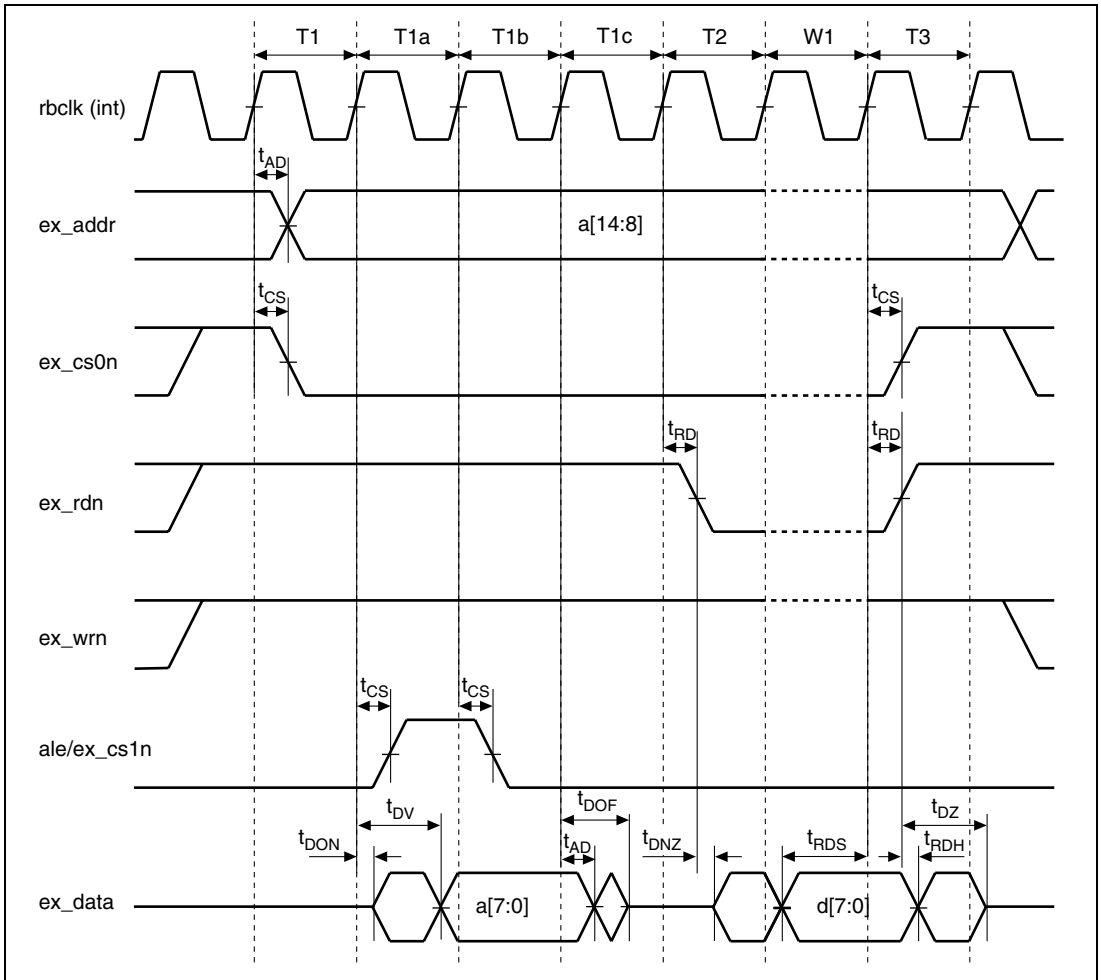 T1 T1a T1b T1c T2 W1 T3
rbclk (int)
tAD
ex_addr a[14:8]
tCS tCS
ex_cs0n
tRD tRD
ex_rdn
ex_wrn
tCS tCS
ale/ex_cs1n
tDON tDV tDOF tAD tDNZ tRDS tDZ tRDH
ex_data a[7:0] d[7:0]